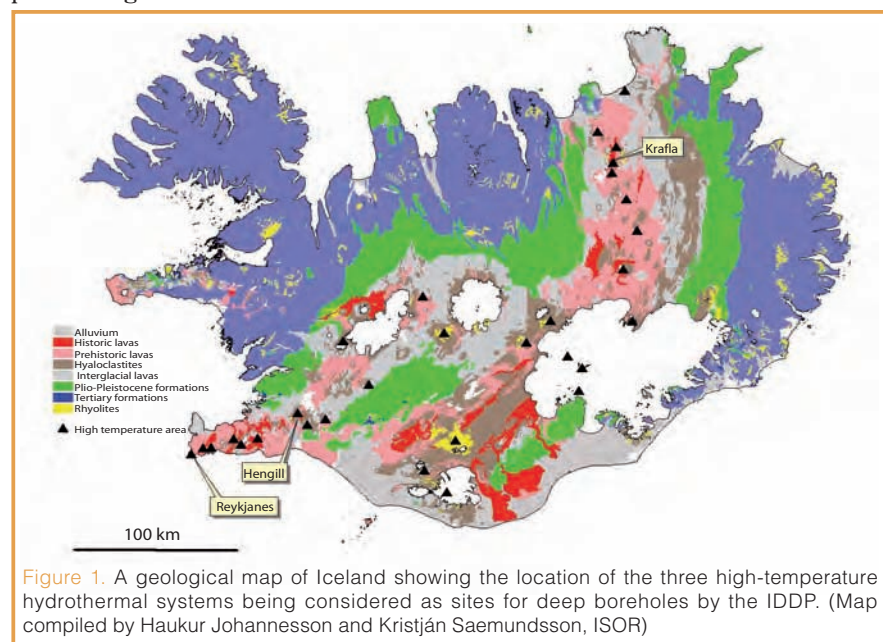 Krafla
Alluvium
Historic lavas
Prehistoric lavas
Hyaloclastites
Interglacial lavas
Plio-Pleistocene formations
Tertiary formations
Rhyolites
High temperature area
Hengill
Reykjanes
100 km
Figure 1. A geological map of Iceland showing the location of the three high-temperature
hydrothermal systems being considered as sites for deep boreholes by the IDDP. (Map
compiled by Haukur Johannesson and Kristján Saemundsson, ISOR)